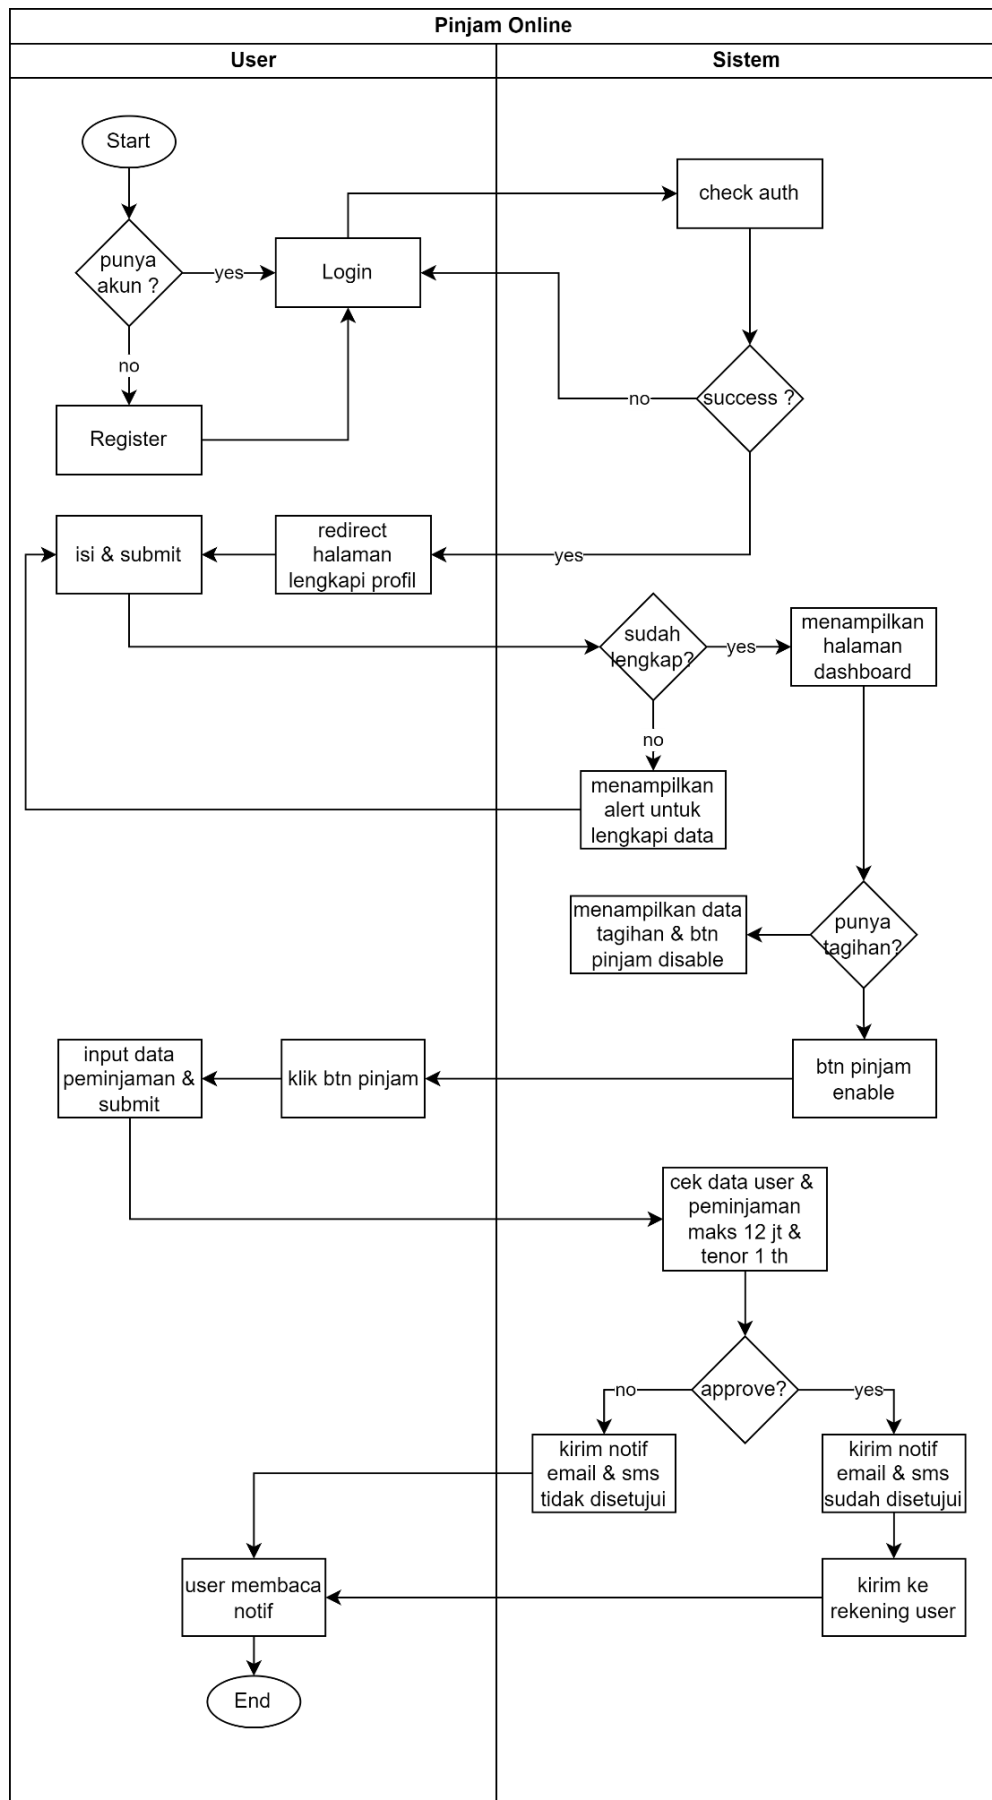 Pinjam Online
User
Sistem
Start
check auth
punya
akun ?
yes
Login
no
success ?
no
Register
isi & submit
redirect
halaman
lengkapi profil
yes
sudah
lengkap?
yes
menampilkan
halaman
dashboard
no
menampilkan
alert untuk
lengkapi data
menampilkan data
tagihan & btn
pinjam disable
punya
tagihan?
input data
peminjaman &
submit
klik btn pinjam
btn pinjam
enable
cek data user &
peminjaman
maks 12 jt &
tenor 1 th
no
approve?
yes
kirim notif
email & sms
tidak disetujui
kirim notif
email & sms
sudah disetujui
user membaca
notif
kirim ke
rekening user
End